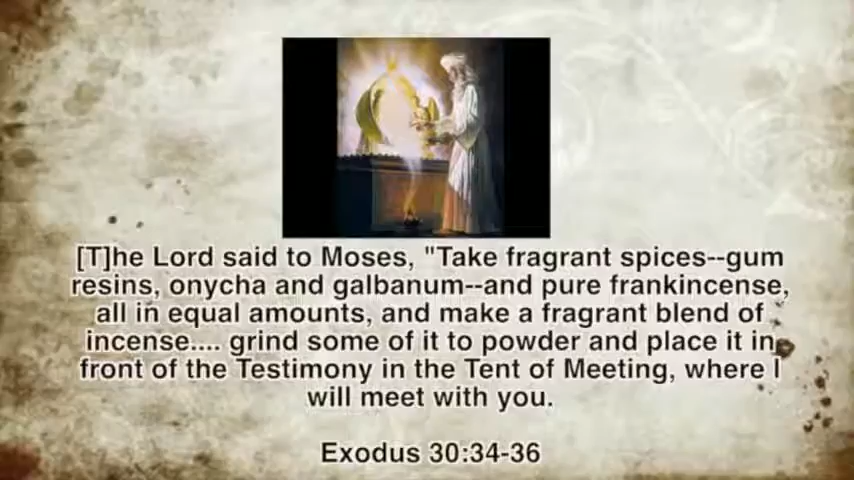 [T]he Lord said to Moses, "Take fragrant spices--gum
resins, onycha and galbanum--and pure frankincense,
all in equal amounts, and make a fragrant blend of
incense.... grind some of it to powder and place it in
front of the Testimony in the Tent of Meeting, where I
will meet with you.
Exodus 30:34-36